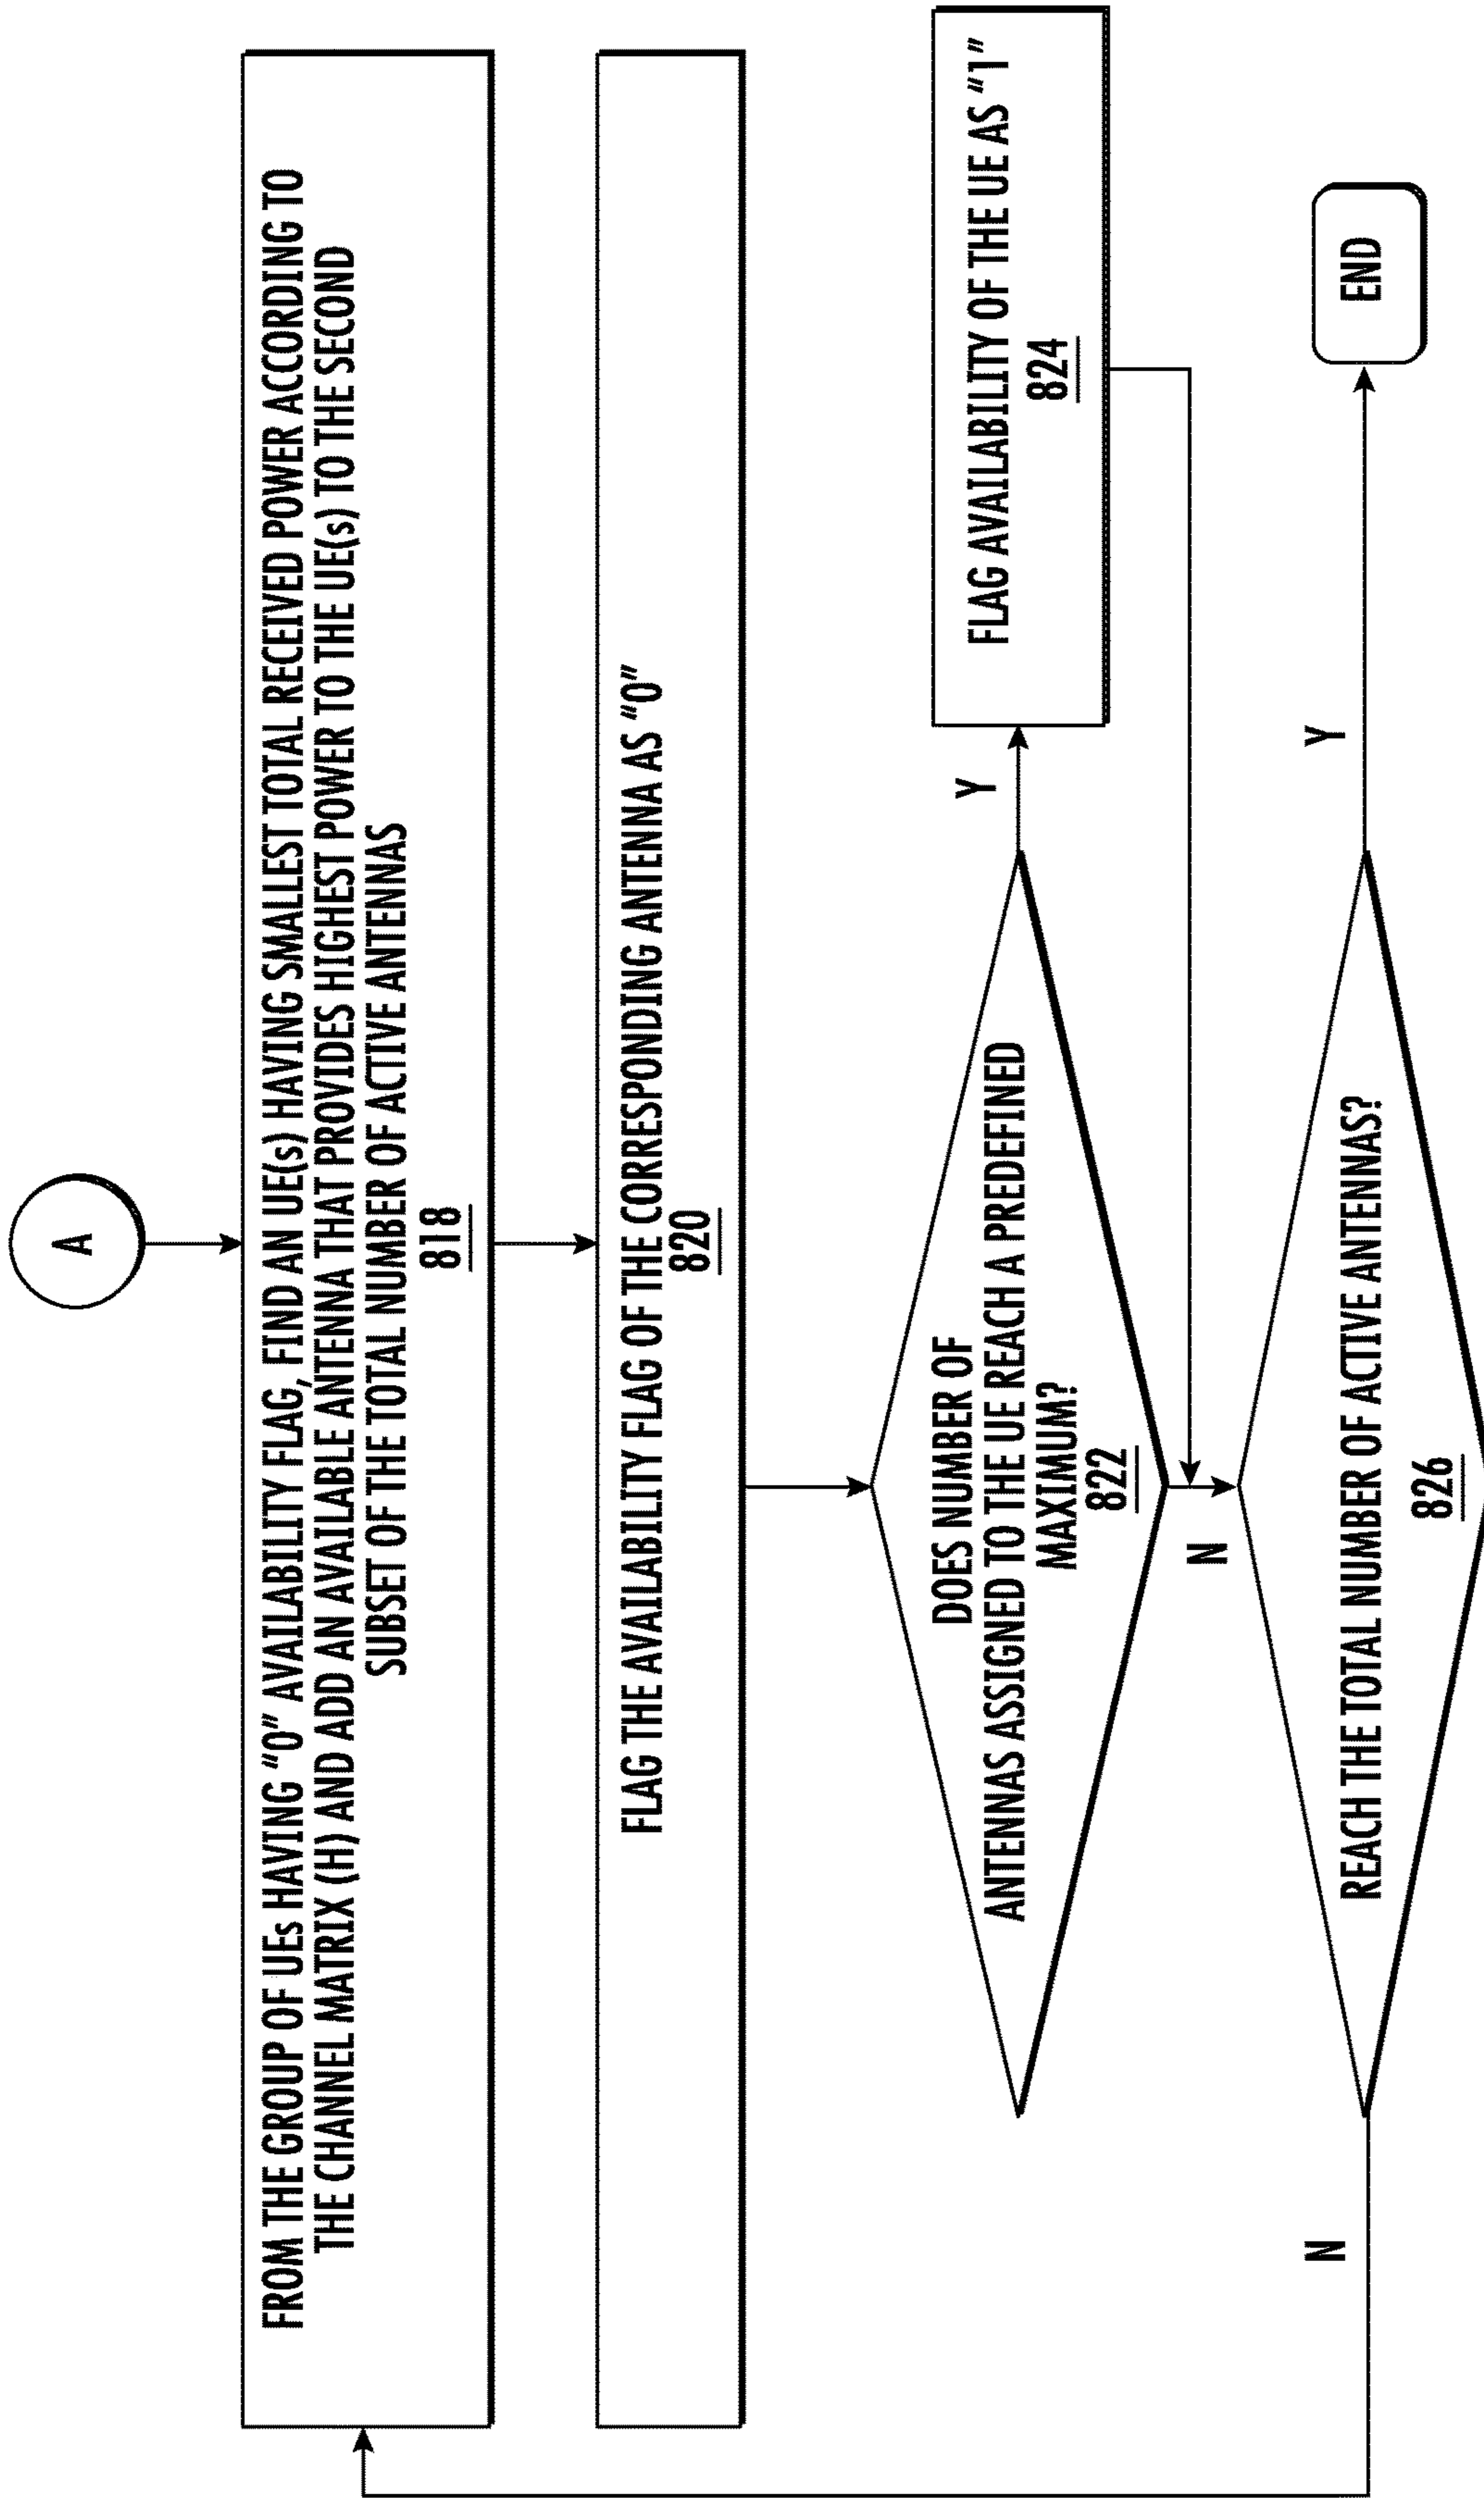 A
FROM THE GROUP OF UEs HAVING "0" AVAILABILITY FLAG, FIND AN UE(s) HAVING SMALLEST TOTAL RECEIVED POWER ACCORDING TO
THE CHANNEL MATRIX (H) AND ADD AN AVAILABLE ANTENNA THAT PROVIDES HIGHEST POWER TO THE UE(s) TO THE SECOND
SUBSET OF THE TOTAL NUMBER OF ACTIVE ANTENNAS
818
FLAG THE AVAILABILITY FLAG OF THE CORRESPONDING ANTENNA AS "0"
820
DOES NUMBER OF
ANTENNAS ASSIGNED TO THE UE REACH A PREDEFINED
MAXIMUM?
822
Y
FLAG AVAILABILITY OF THE UE AS "1"
824
N
REACH THE TOTAL NUMBER OF ACTIVE ANTENNAS?
826
N
Y
END